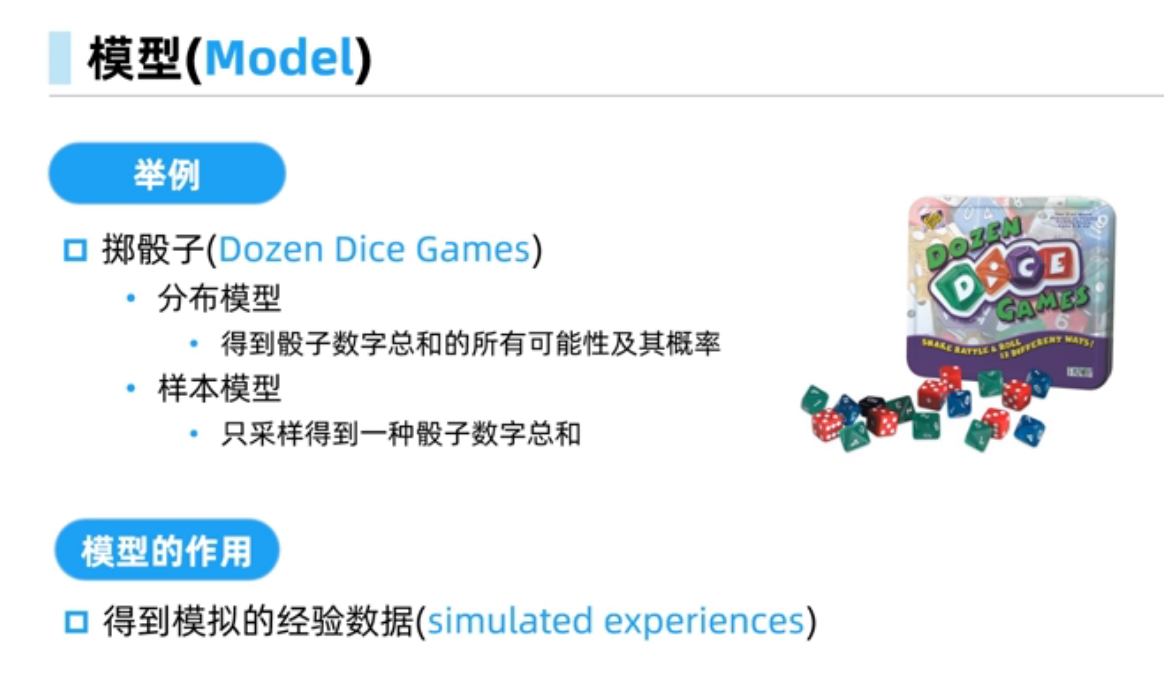 模型(Model)
举例
掷骰子(Dozen Dice Games)
分布模型
得到骰子数字总和的所有可能性及其概率
样本模型
只采样得到一种骰子数字总和
DOZEN
DICE
GAMES
SHAKE BATTLE & ROLL
12 DIFFERENT WAYS!
模型的作用
得到模拟的经验数据(simulated experiences)